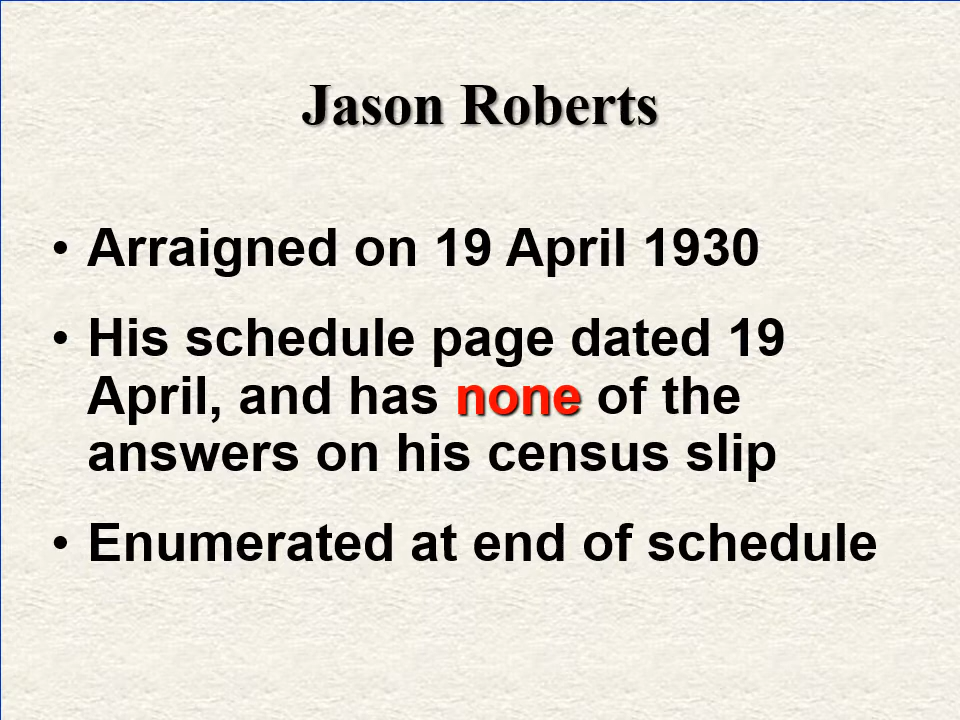 Jason Roberts
• Arraigned on 19 April 1930
• His schedule page dated 19
April, and has none of the
answers on his census slip
• Enumerated at end of schedule